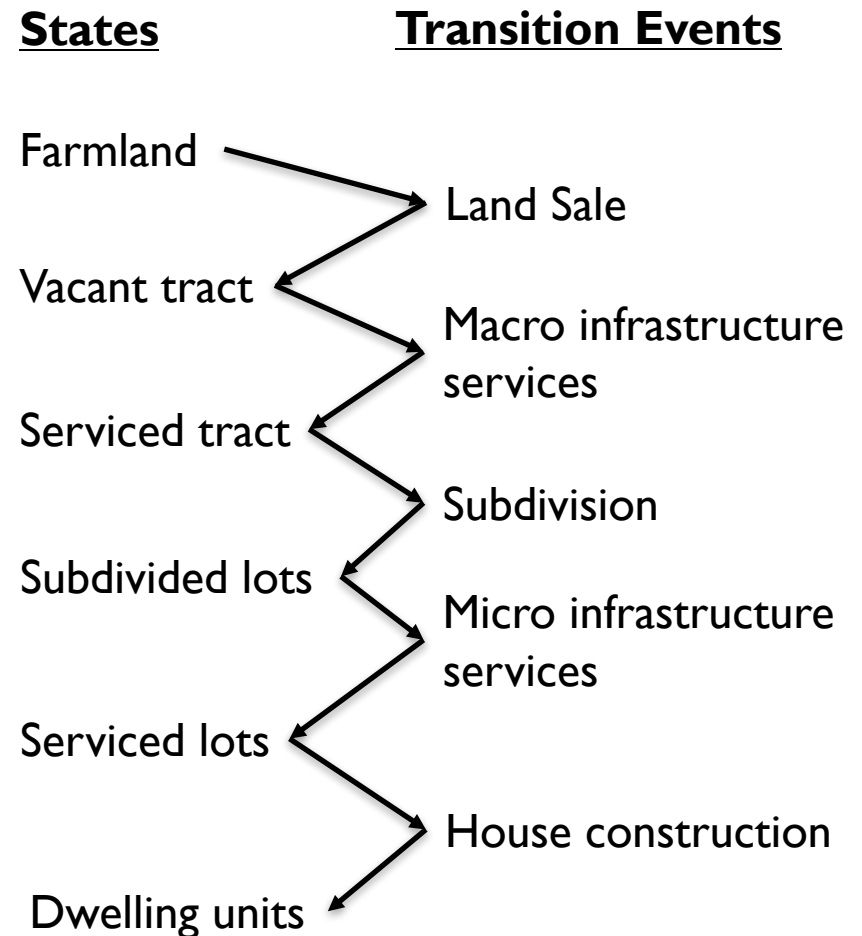 States
Transition Events
Farmland
Land Sale
Vacant tract
Macro infrastructure
services
Serviced tract
Subdivision
Subdivided lots
Micro infrastructure
services
Serviced lots
House construction
Dwelling units